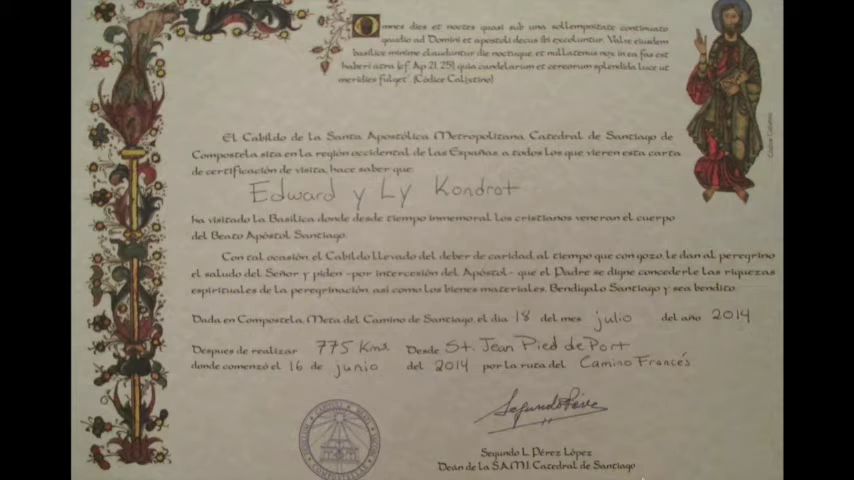 Omnes dies et noctes quasi sub una sollempnitate continuato
gaudio ad Domini et apostoli decus ibi excoluntur. Valve eiusdem
basilice minime clauduntur die noctuque, et nullatenus nox in ea fas est
haberi atra (cf Ap 21, 25) quia candelarum et cereorum splendida luce ut
meridies fulget". (Códice Calixtino)
Códice Calixtino
El Cabildo de la Santa Apostólica Metropolitana Catedral de Santiago de
Compostela sita en la región occidental de las Españas, a todos los que vieren esta carta
de certificación de visita, hace saber que:
Edward y Ly Kondrot
ha visitado la Basílica donde desde tiempo inmemorial los cristianos veneran el cuerpo
del Beato Apóstol Santiago.
Con tal ocasión el Cabildo llevado del deber de caridad, al tiempo que con gozo, le dan al peregrino
el saludo del Señor y piden -por intercesión del Apóstol- que el Padre se digne concederle las riquezas
espirituales de la peregrinación, así como los bienes materiales. Bendígalo Santiago y sea bendito.
Dada en Compostela, Meta del Camino de Santiago, el día 18 del mes julio del año 2014
Despues de realizar 775 Kms. Desde St. Jean Pied de Port
donde comenzó el 16 de junio del 2014 por la ruta del Camino Francés
Segundo L. Pérez López
Deán de la S.A.M.I. Catedral de Santiago